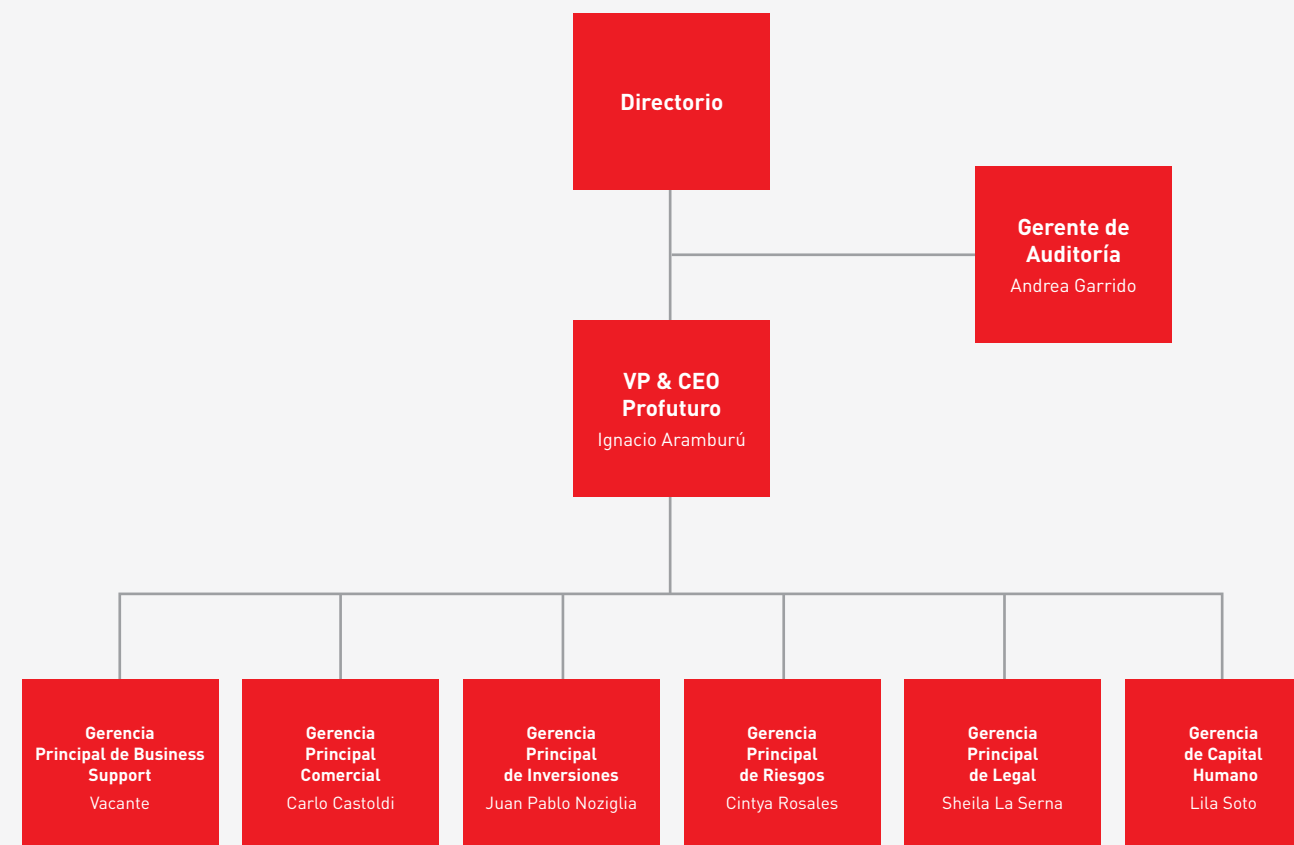 Directorio
Gerente de
Auditoría
Andrea Garrido
VP & CEO
Profuturo
Ignacio Aramburú
Gerencia
Principal de Business
Support
Vacante
Gerencia
Principal
Comercial
Carlo Castoldi
Gerencia
Principal
de Inversiones
Juan Pablo Noziglia
Gerencia
Principal
de Riesgos
Cintya Rosales
Gerencia
Principal
de Legal
Sheila La Serna
Gerencia
de Capital
Humano
Lila Soto